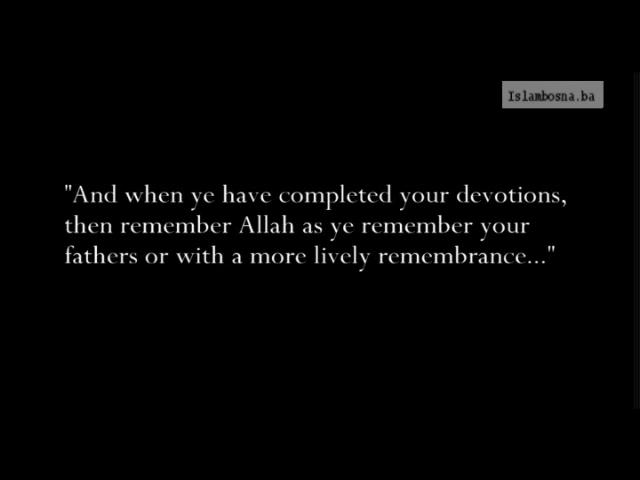 Islambosna.ba
"And when ye have completed your devotions,
then remember Allah as ye remember your
fathers or with a more lively remembrance..."